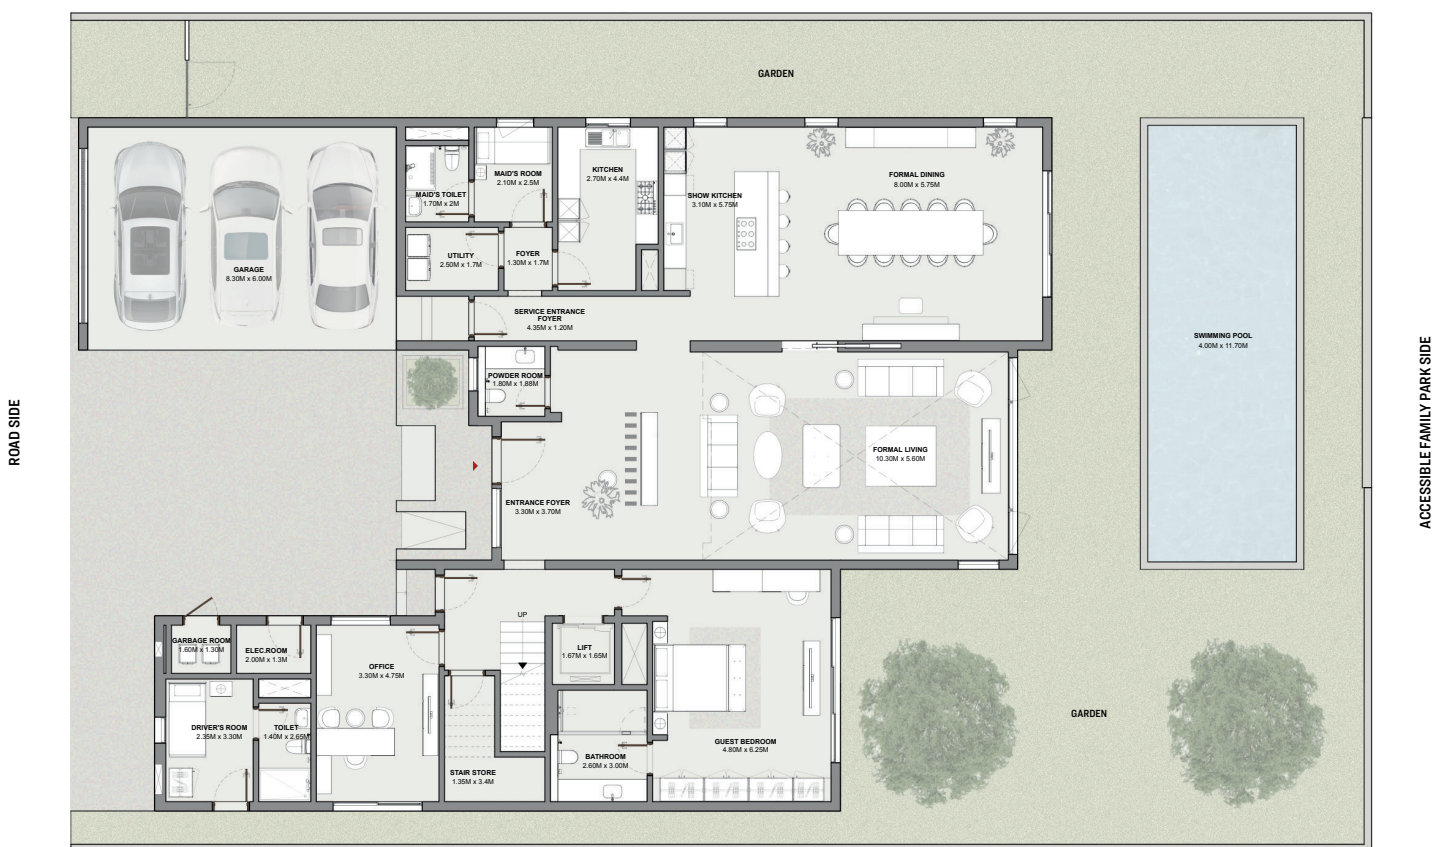 GARDEN
MAID'S ROOM
2.10M x 2.5M
KITCHEN
2.70M x 4.4M
FORMAL DINING
8.00M x 5.75M
MAID'S TOILET
1.70M x 2M
SHOW KITCHEN
3.10M x 5.75M
GARAGE
8.30M x 6.00M
UTILITY
2.50M x 1.7M
FOYER
1.30M x 1.7M
SERVICE ENTRANCE
FOYER
4.35M x 1.20M
SWIMMING POOL
4.00M x 11.70M
POWDER ROOM
1.80M x 1.88M
ROAD SIDE
ACCESSIBLE FAMILY PARK SIDE
FORMAL LIVING
10.30M x 5.60M
ENTRANCE FOYER
3.30M x 3.70M
UP
GARBAGE ROOM
1.60M x 1.30M
ELEC.ROOM
2.00M x 1.3M
OFFICE
3.30M x 4.75M
LIFT
1.67M x 1.65M
DRIVER'S ROOM
2.35M x 3.30M
TOILET
1.40M x 2.65M
GUEST BEDROOM
4.80M x 6.25M
GARDEN
STAIR STORE
1.35M x 3.4M
BATHROOM
2.60M x 3.00M